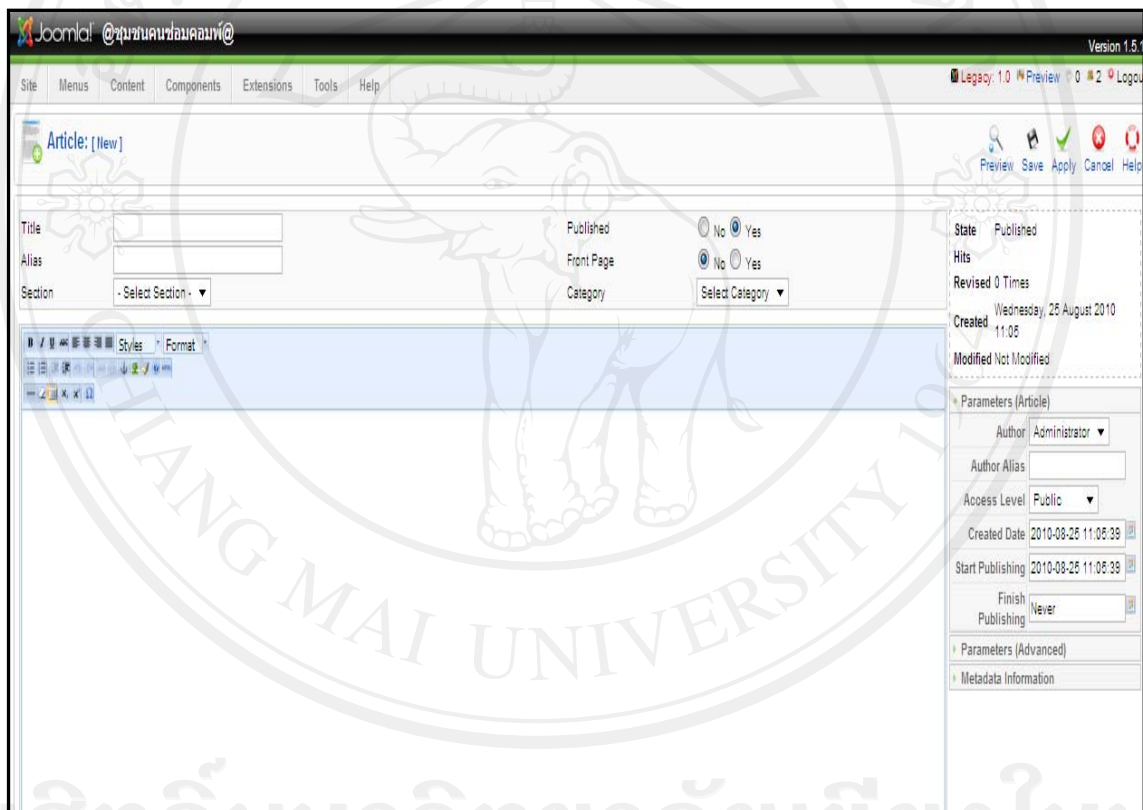 Joomla! @ชุมชนคนซ่อมคอมพ์@
Version 1.5.1
Site Menus Content Components Extensions Tools Help
Legacy: 1.0 Preview 0 2 Logou
Article: [ New ]
Preview Save Apply Cancel Help
Title
Published No Yes
Alias
Front Page No Yes
Section - Select Section -
Category Select Category
State Published
Hits
Revised 0 Times
Created Wednesday, 25 August 2010
11:05
Modified Not Modified
Styles Format
Parameters (Article)
Author Administrator
Author Alias
Access Level Public
Created Date 2010-08-25 11:05:39
Start Publishing 2010-08-25 11:05:39
Finish
Publishing Never
Parameters (Advanced)
Metadata Information
CHIANG MAI UNIVERSITY 1964